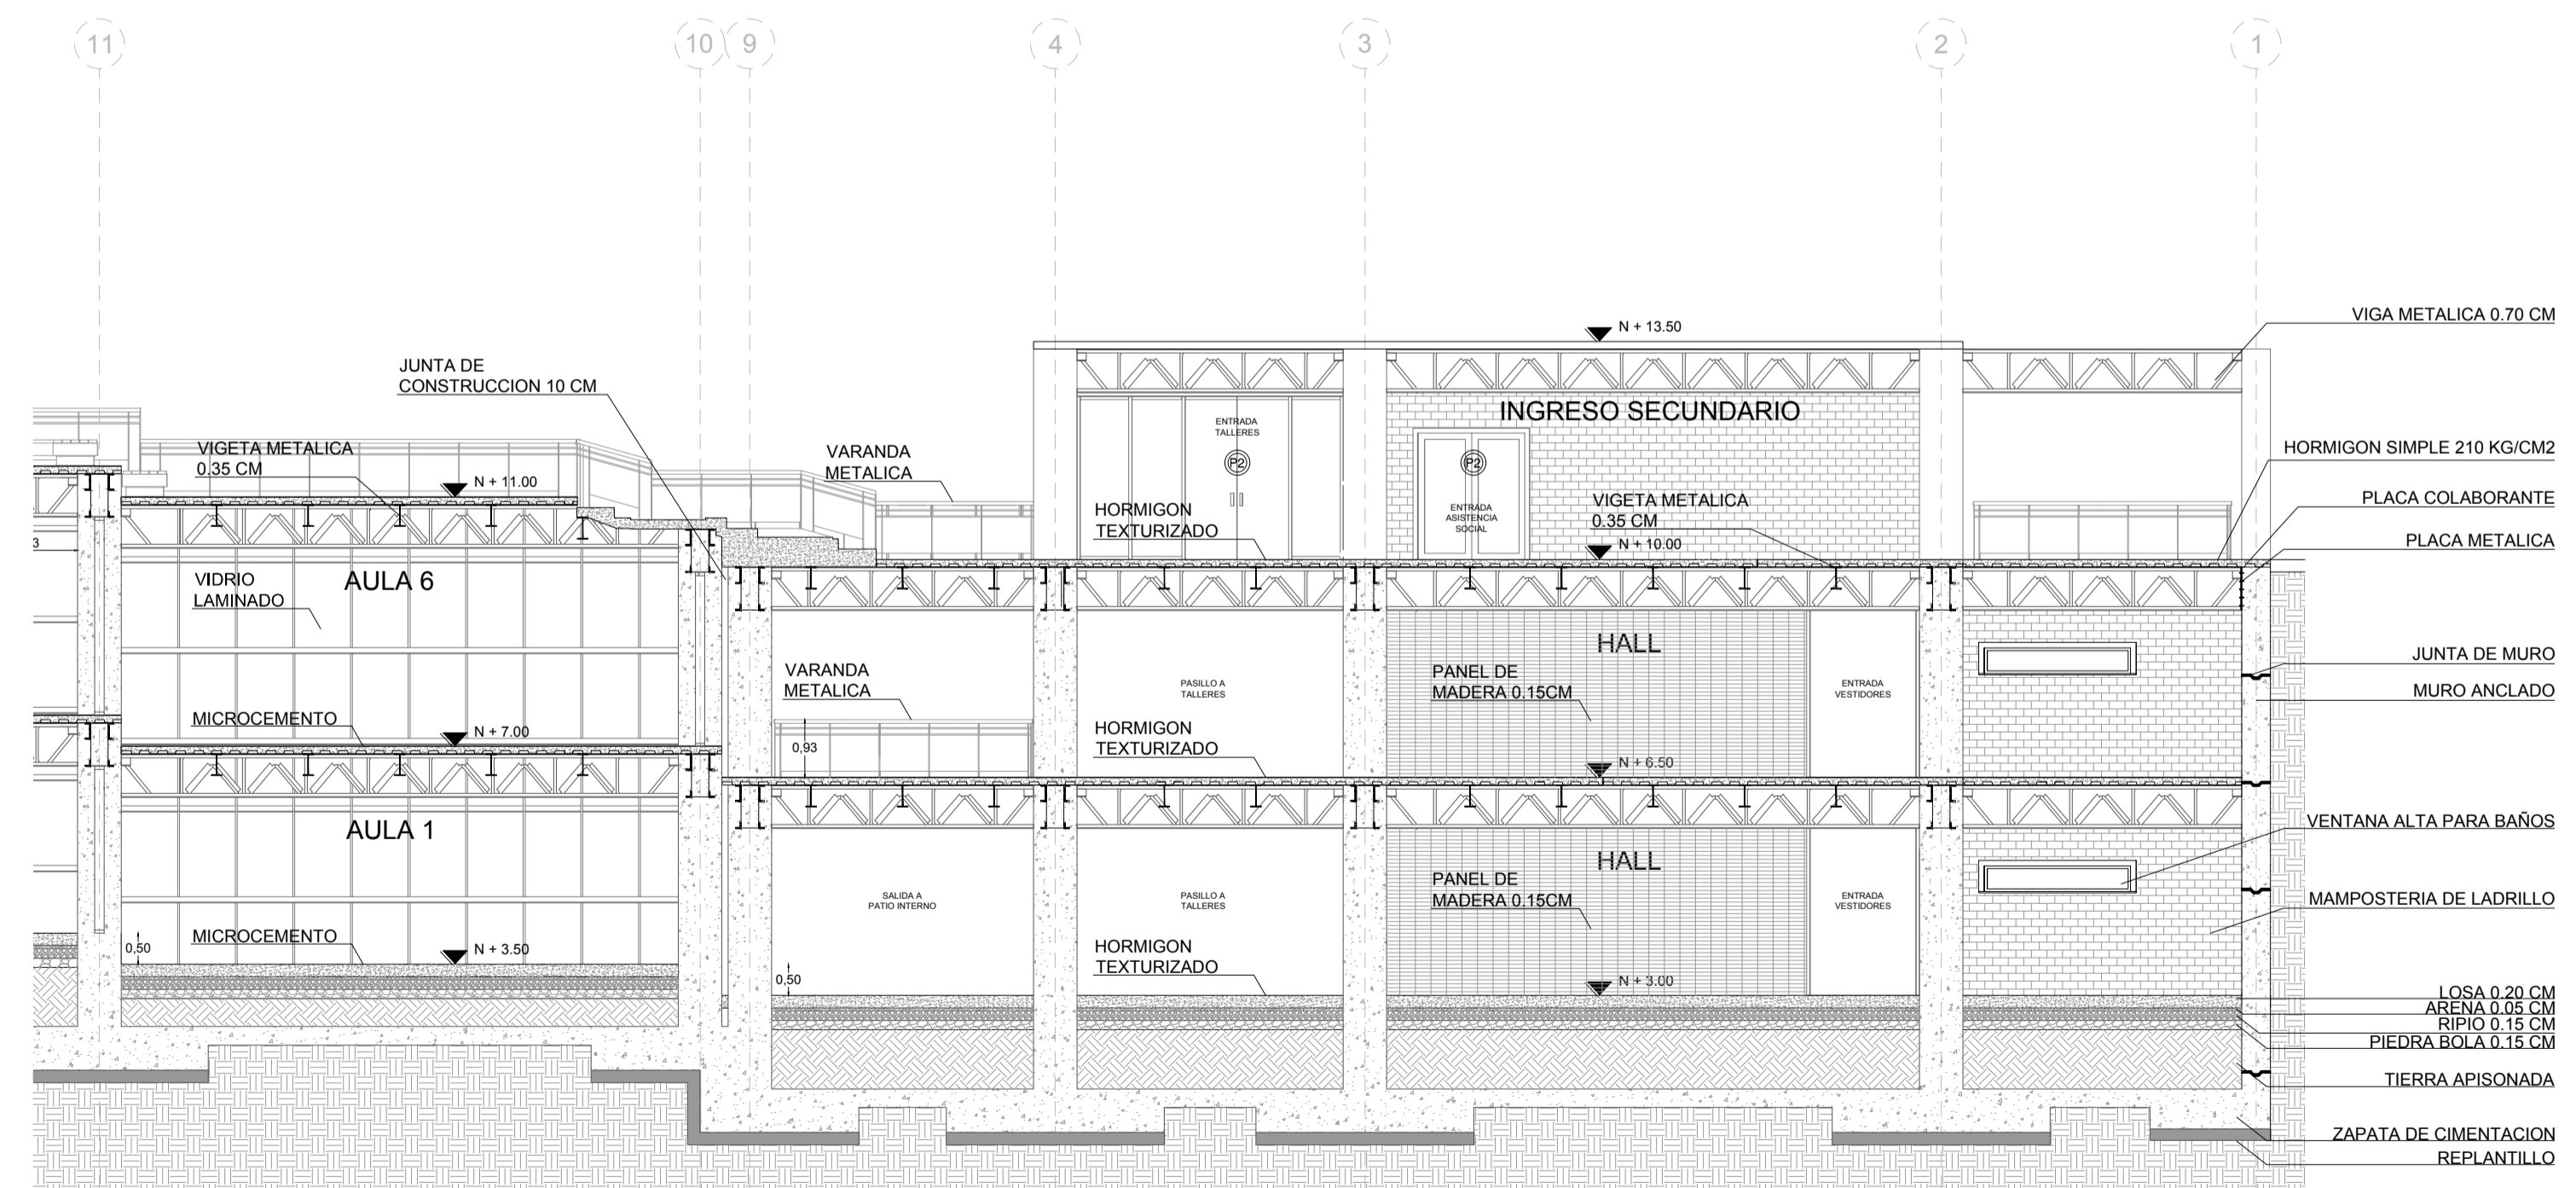 11
10
9
4
3
2
1
VIGA METALICA 0.70 CM
N + 13.50
JUNTA DE
CONSTRUCCION 10 CM
INGRESO SECUNDARIO
ENTRADA
TALLERES
P2
P2
ENTRADA
ASISTENCIA
SOCIAL
VIGETA METALICA
0.35 CM
N + 11.00
VARANDA
METALICA
HORMIGON
TEXTURIZADO
VIGETA METALICA
0.35 CM
N + 10.00
HORMIGON SIMPLE 210 KG/CM2
PLACA COLABORANTE
PLACA METALICA
3
VIDRIO
LAMINADO
AULA 6
MICROCEMENTO
N + 7.00
VARANDA
METALICA
0,93
PASILLO A
TALLERES
HORMIGON
TEXTURIZADO
HALL
PANEL DE
MADERA 0.15CM
ENTRADA
VESTIDORES
N + 6.50
JUNTA DE MURO
MURO ANCLADO
AULA 1
MICROCEMENTO
0,50
N + 3.50
SALIDA A
PATIO INTERNO
0,50
PASILLO A
TALLERES
HORMIGON
TEXTURIZADO
HALL
PANEL DE
MADERA 0.15CM
ENTRADA
VESTIDORES
N + 3.00
VENTANA ALTA PARA BAÑOS
MAMPOSTERIA DE LADRILLO
LOSA 0.20 CM
ARENA 0.05 CM
RIPIO 0.15 CM
PIEDRA BOLA 0.15 CM
TIERRA APISONADA
ZAPATA DE CIMENTACION
REPLANTILLO